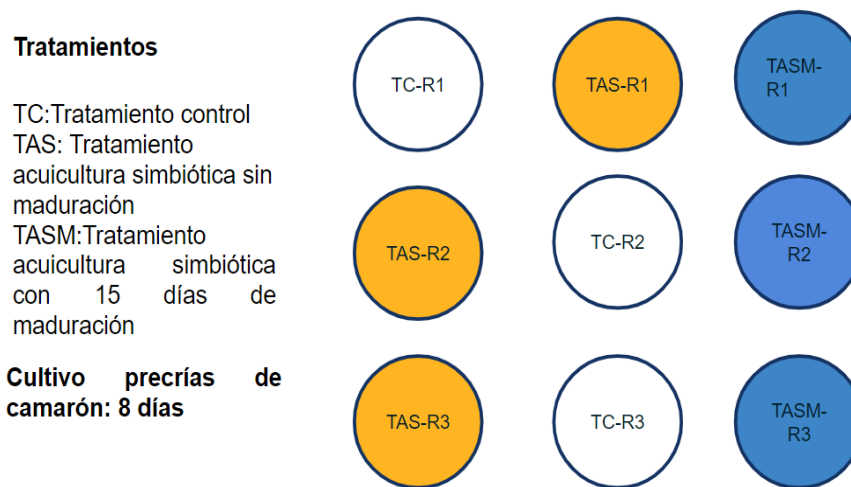 Tratamientos
TC:Tratamiento control
TAS: Tratamiento
acuicultura simbiótica sin
maduración
TASM:Tratamiento
acuicultura simbiótica
con 15 días de
maduración
Cultivo precrías de
camarón: 8 días
TC-R1
TAS-R1
TASM-
R1
TAS-R2
TC-R2
TASM-
R2
TAS-R3
TC-R3
TASM-
R3